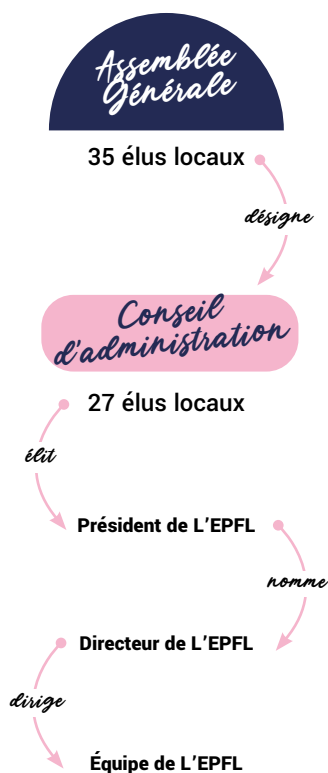 Assemblée
Générale
35 élus locaux
désigne
Conseil
d'administration
27 élus locaux
élit
Président de L'EPFL
nomme
Directeur de L'EPFL
dirige
Équipe de L'EPFL